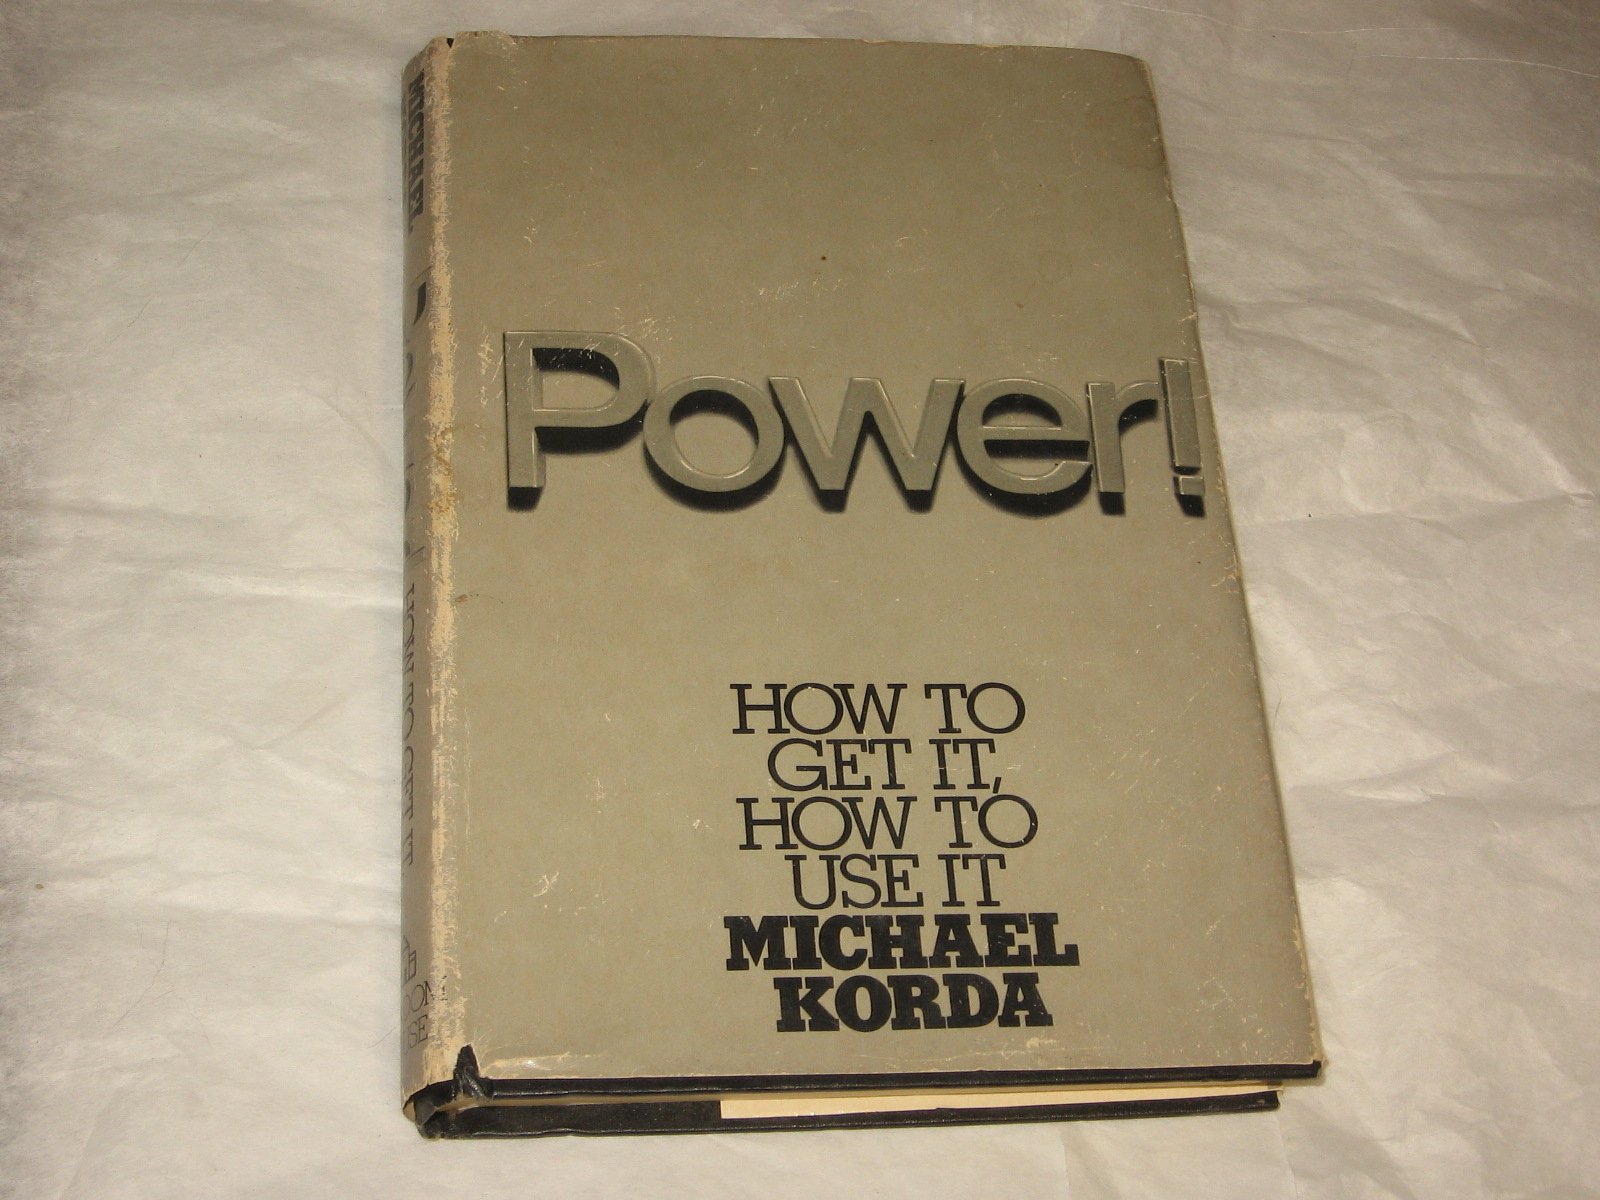 Power!
HOW TO
GET IT,
HOW TO
USE IT
MICHAEL
KORDA
MICHAEL
HOW TO GET IT